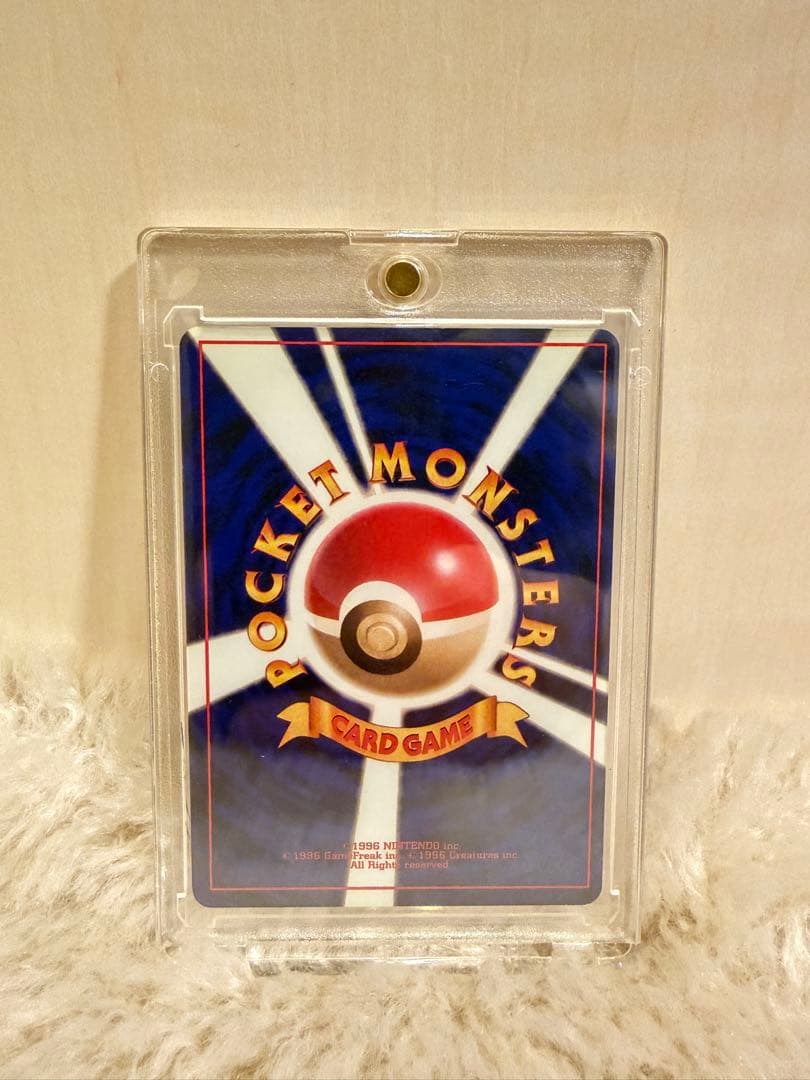 POCKET MONSTERS
CARD GAME
©1996 NINTENDO inc.
© 1996 GameFreak inc. © 1996 Creatures inc.
All Rights reserved